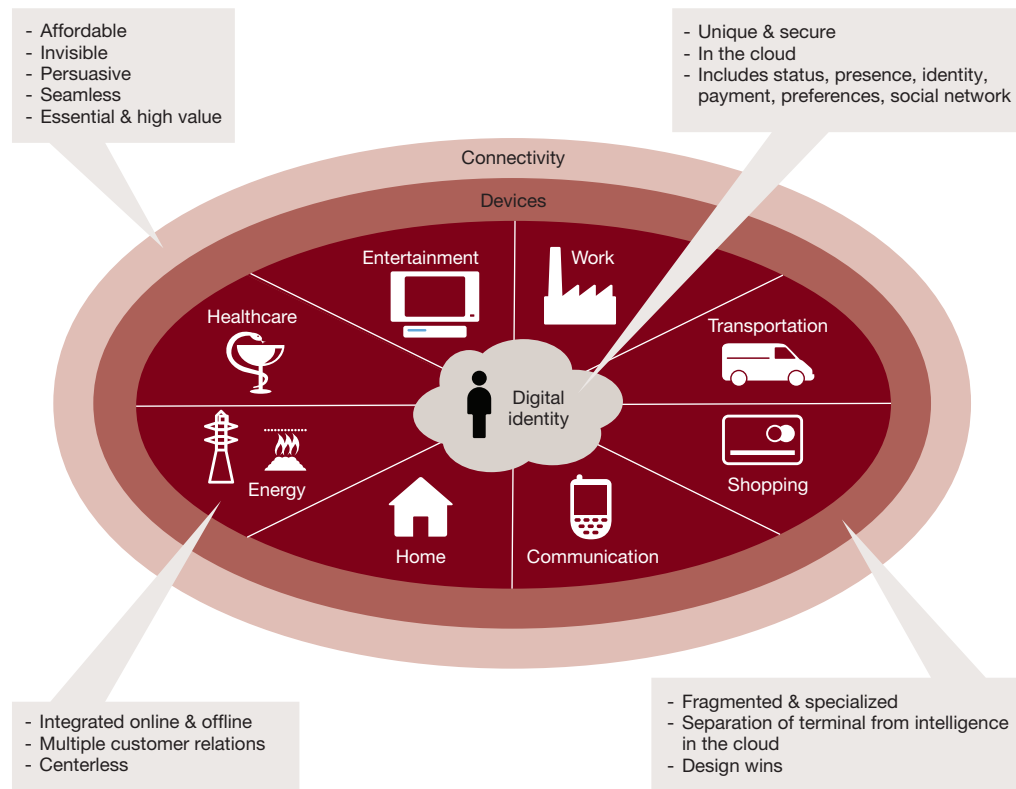 - Affordable
- Invisible
- Persuasive
- Seamless
- Essential & high value
- Unique & secure
- In the cloud
- Includes status, presence, identity,
payment, preferences, social network
Connectivity
Devices
Entertainment
Work
Healthcare
Transportation
Digital
identity
Energy
Shopping
Home
Communication
- Integrated online & offline
- Multiple customer relations
- Centerless
- Fragmented & specialized
- Separation of terminal from intelligence
in the cloud
- Design wins